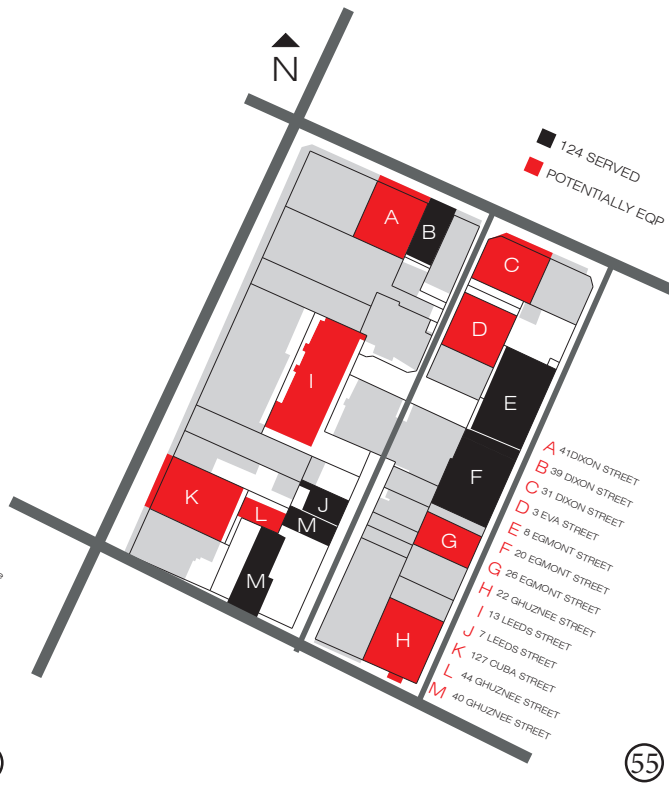 N
124 SERVED
POTENTIALLY EQP
A
B
C
D
E
F
G
H
I
J
K
L
M
M
A 41DIXON STREET
B 39 DIXON STREET
C 31 DIXON STREET
D 3 EVA STREET
E 8 EGMONT STREET
F 20 EGMONT STREET
G 26 EGMONT STREET
H 22 GHUZNEE STREET
I 13 LEEDS STREET
J 7 LEEDS STREET
K 127 CUBA STREET
L 44 GHUZNEE STREET
M 40 GHUZNEE STREET
55